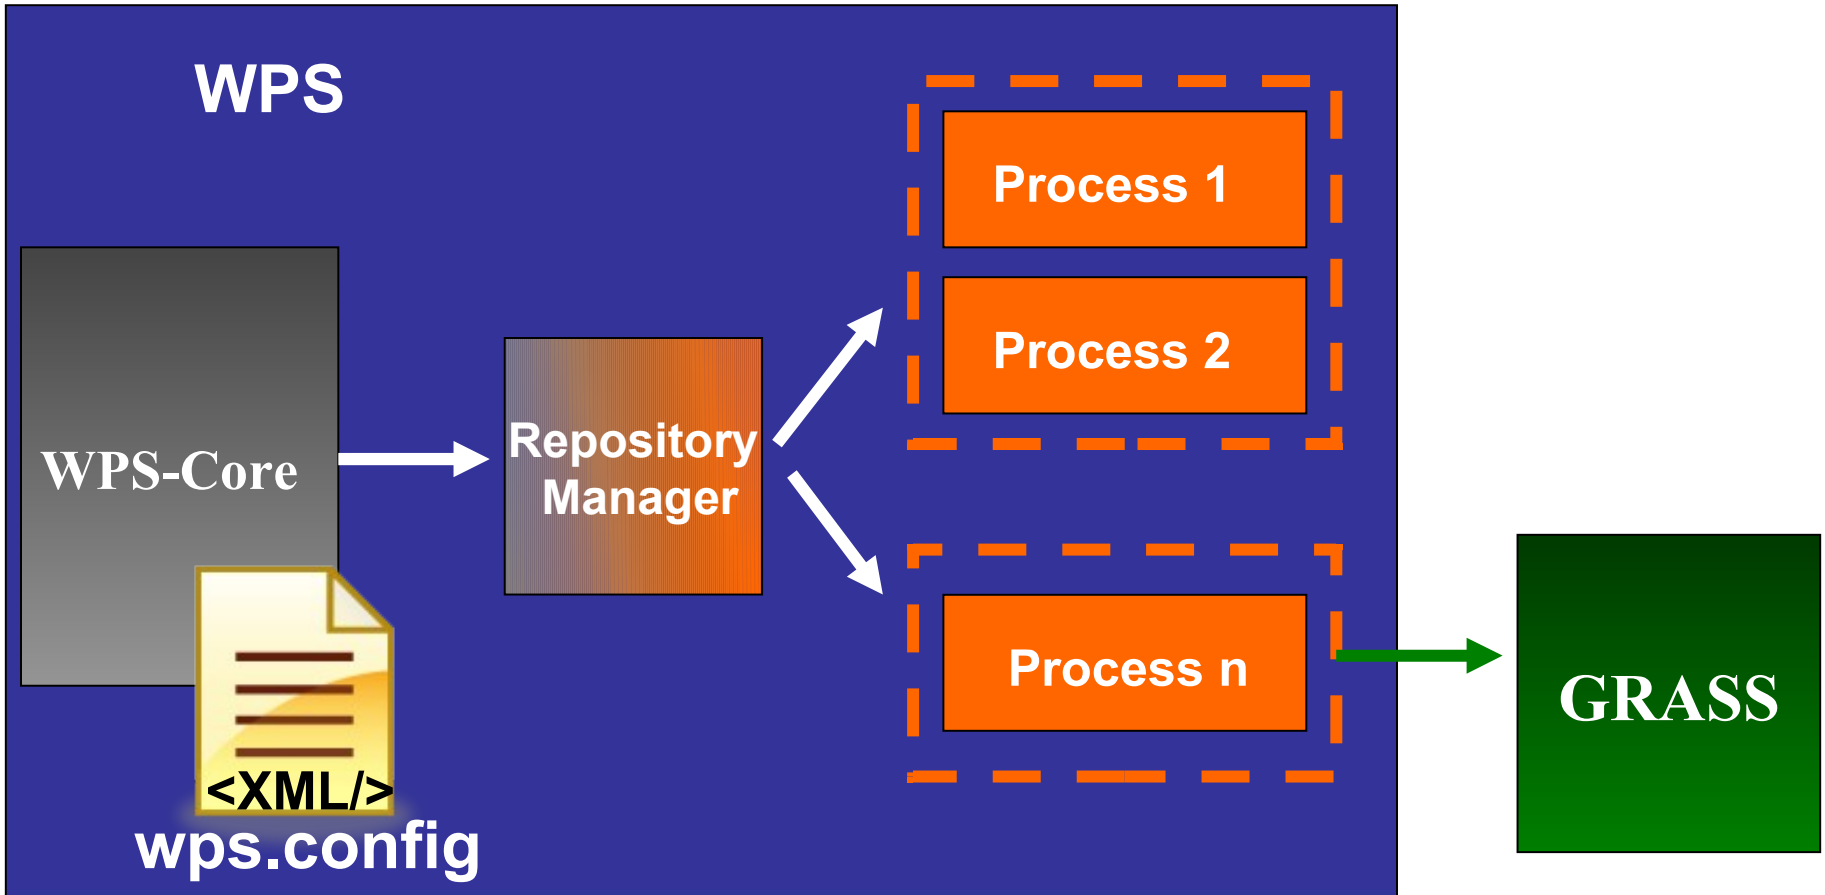 WPS
Process 1
Process 2
WPS-Core
Repository
Manager
Process n
GRASS
<XML/>
wps.config